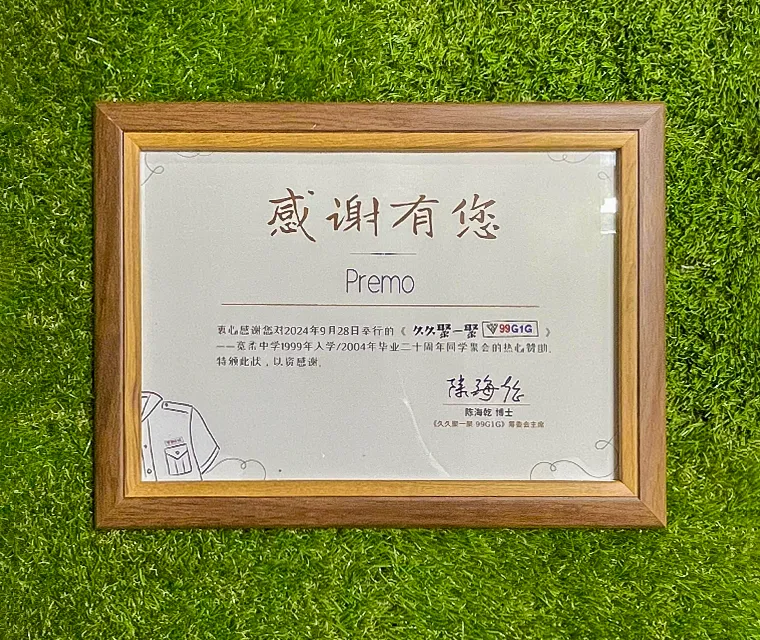 感谢有您
Premo
衷心感谢您对2024年9月28日举行的《久久聚一聚 99G1G》
——宽柔中学1999年入学/2004年毕业二十周年同学聚会的热心赞助。
特颁此状，以资感谢。
陈海乾 博士
《久久聚一聚 99G1G》筹委会主席